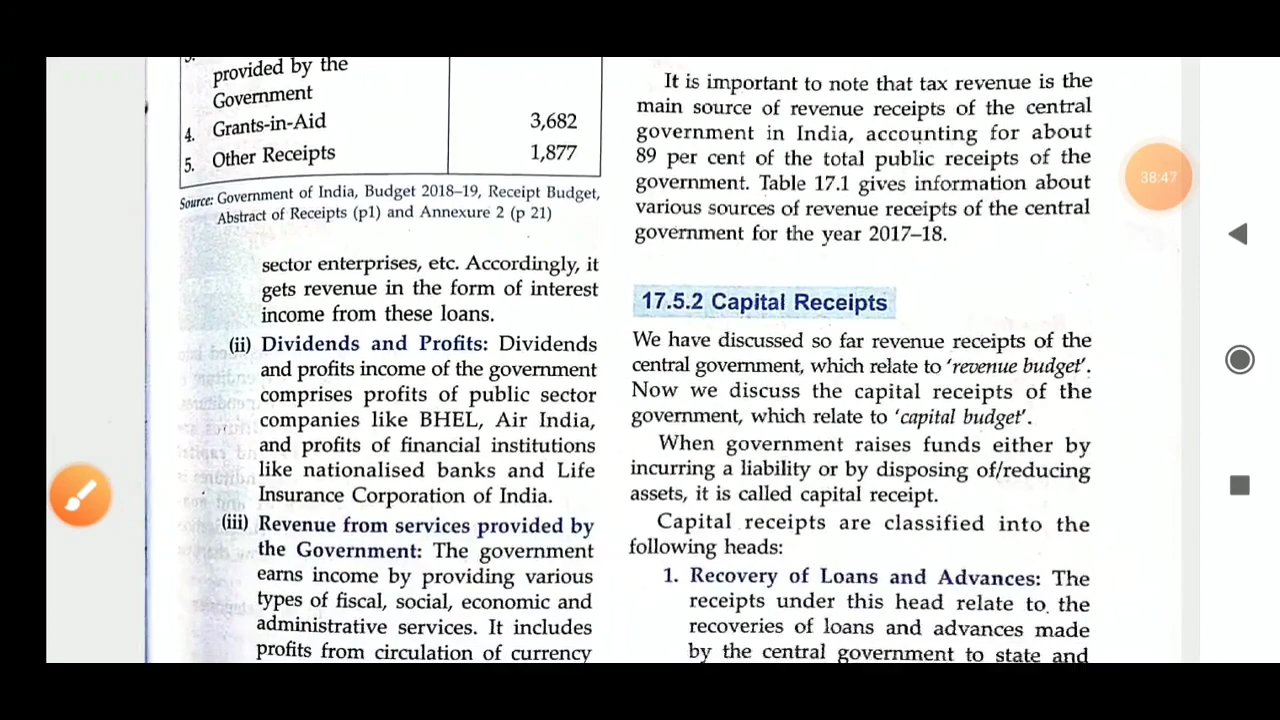 provided by the
Government
4. Grants-in-Aid 3,682
5. Other Receipts 1,877
Source: Government of India, Budget 2018–19, Receipt Budget,
Abstract of Receipts (p1) and Annexure 2 (p 21)
sector enterprises, etc. Accordingly, it
gets revenue in the form of interest
income from these loans.
(ii) Dividends and Profits: Dividends
and profits income of the government
comprises profits of public sector
companies like BHEL, Air India,
and profits of financial institutions
like nationalised banks and Life
Insurance Corporation of India.
(iii) Revenue from services provided by
the Government: The government
earns income by providing various
types of fiscal, social, economic and
administrative services. It includes
profits from circulation of currency
It is important to note that tax revenue is the
main source of revenue receipts of the central
government in India, accounting for about
89 per cent of the total public receipts of the
government. Table 17.1 gives information about
various sources of revenue receipts of the central
government for the year 2017–18.
17.5.2 Capital Receipts
We have discussed so far revenue receipts of the
central government, which relate to ‘revenue budget’.
Now we discuss the capital receipts of the
government, which relate to ‘capital budget’.
When government raises funds either by
incurring a liability or by disposing of/reducing
assets, it is called capital receipt.
Capital receipts are classified into the
following heads:
1. Recovery of Loans and Advances: The
receipts under this head relate to the
recoveries of loans and advances made
by the central government to state and
38:47